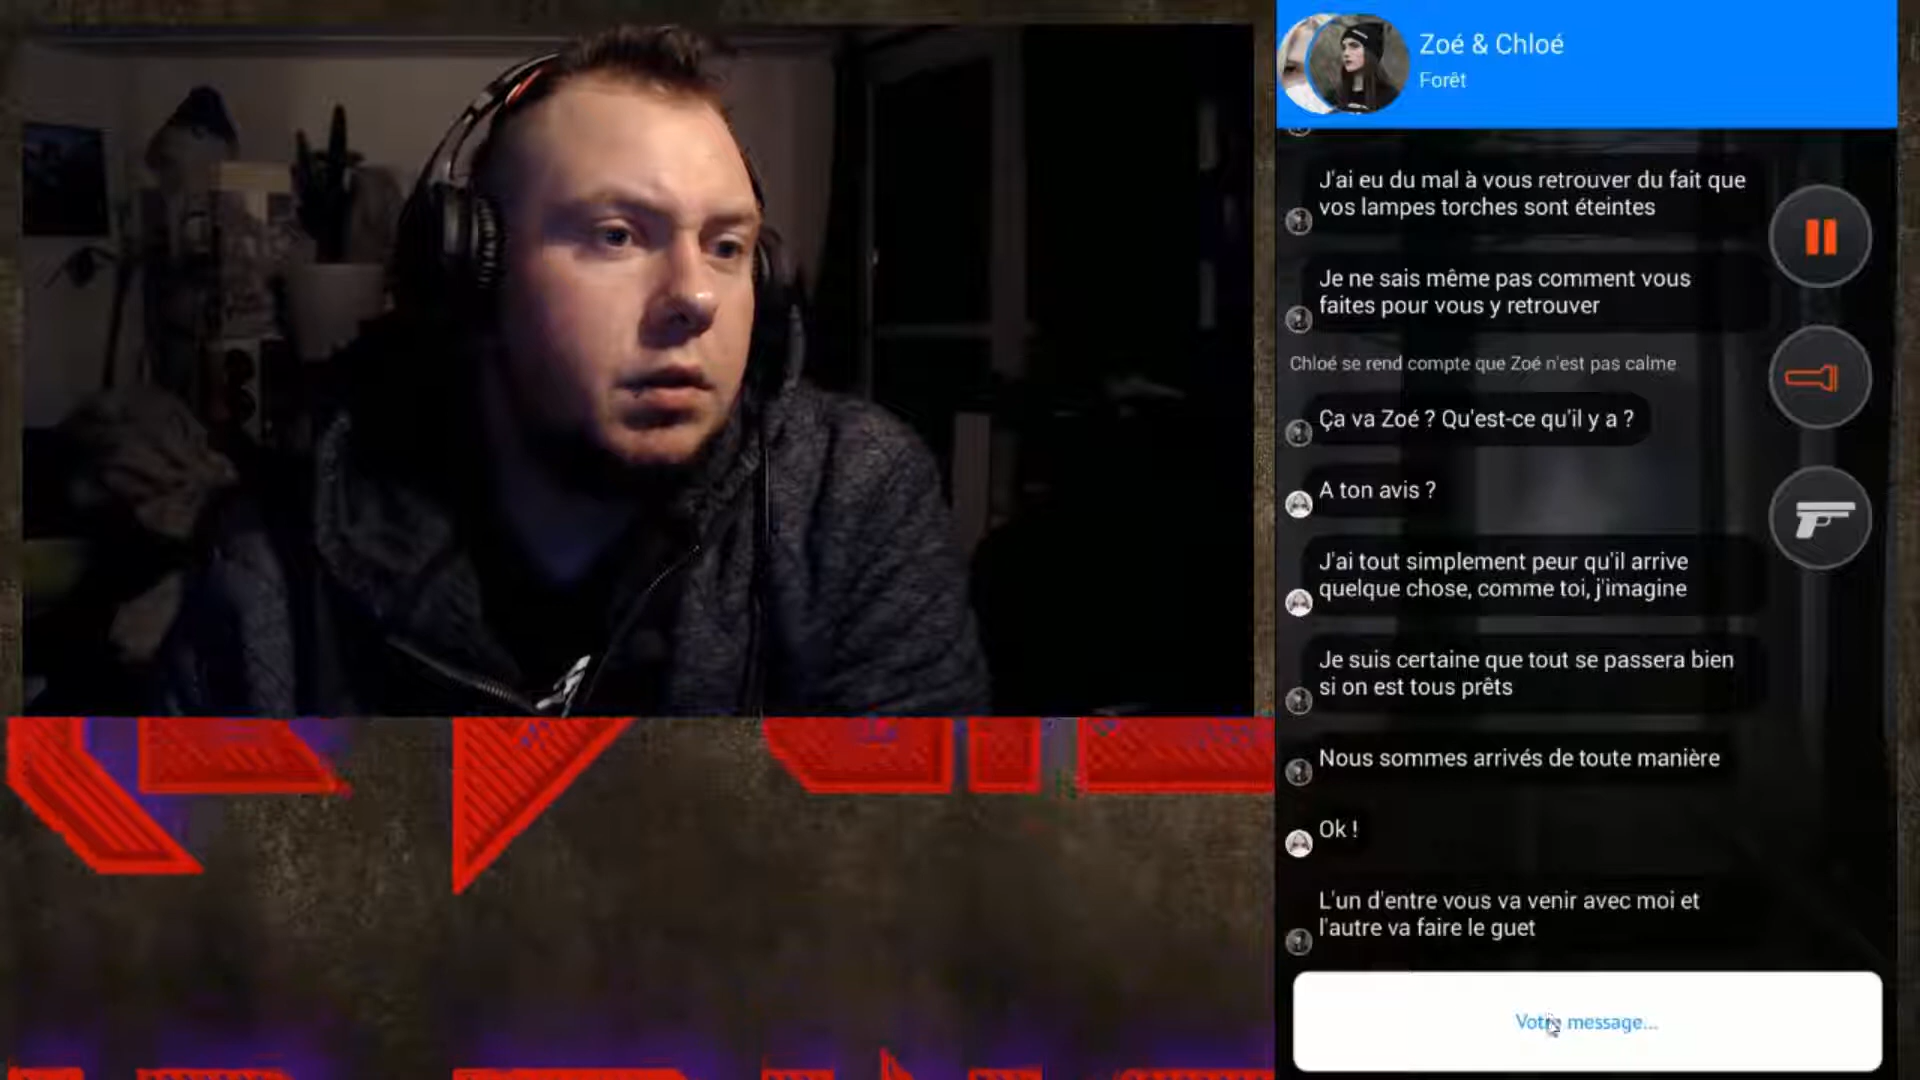 Zoé & Chloé
Forêt
J'ai eu du mal à vous retrouver du fait que
vos lampes torches sont éteintes
Je ne sais même pas comment vous
faites pour vous y retrouver
Chloé se rend compte que Zoé n'est pas calme
Ça va Zoé ? Qu'est-ce qu'il y a ?
A ton avis ?
J'ai tout simplement peur qu'il arrive
quelque chose, comme toi, j'imagine
Je suis certaine que tout se passera bien
si on est tous prêts
Nous sommes arrivés de toute manière
Ok !
L'un d'entre vous va venir avec moi et
l'autre va faire le guet
Votre message...